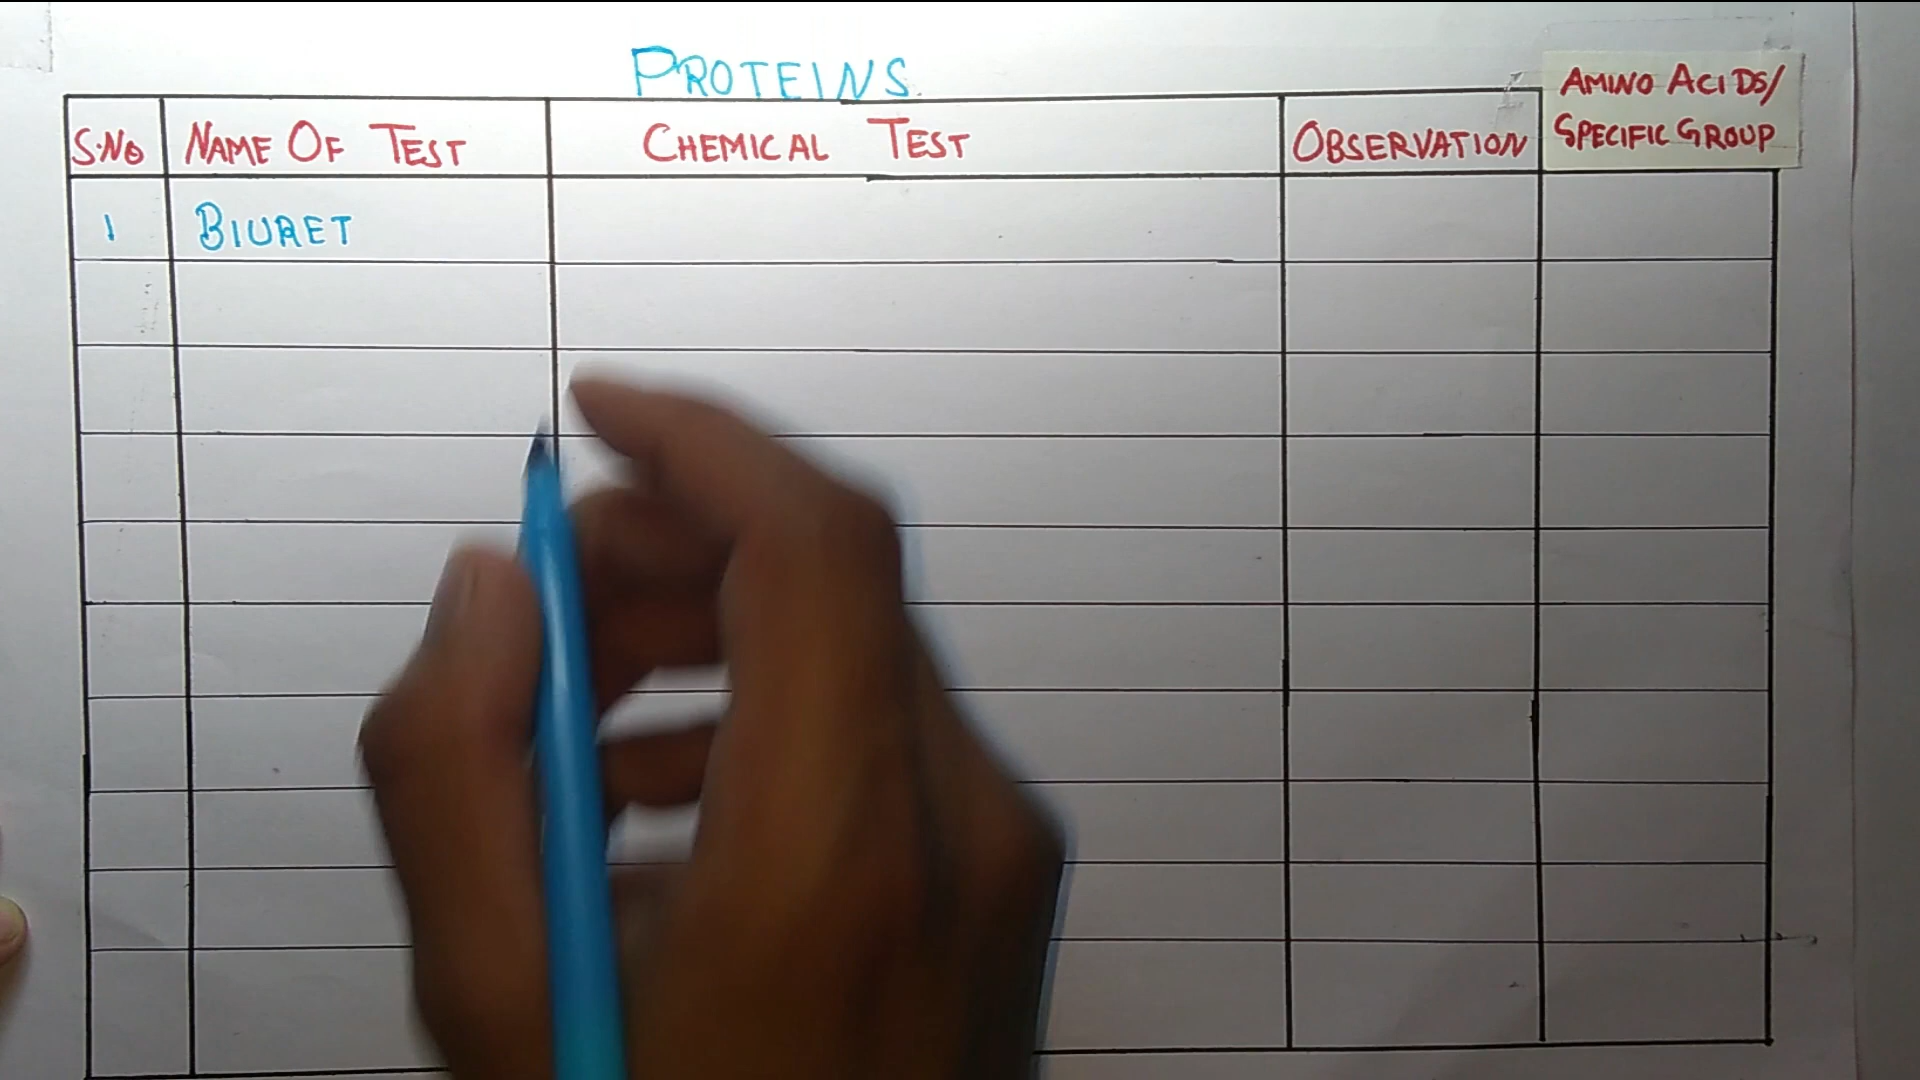 PROTEINS.
S.No NAME OF TEST CHEMICAL TEST OBSERVATION AMINO ACIDS/
SPECIFIC GROUP
1 BIURET